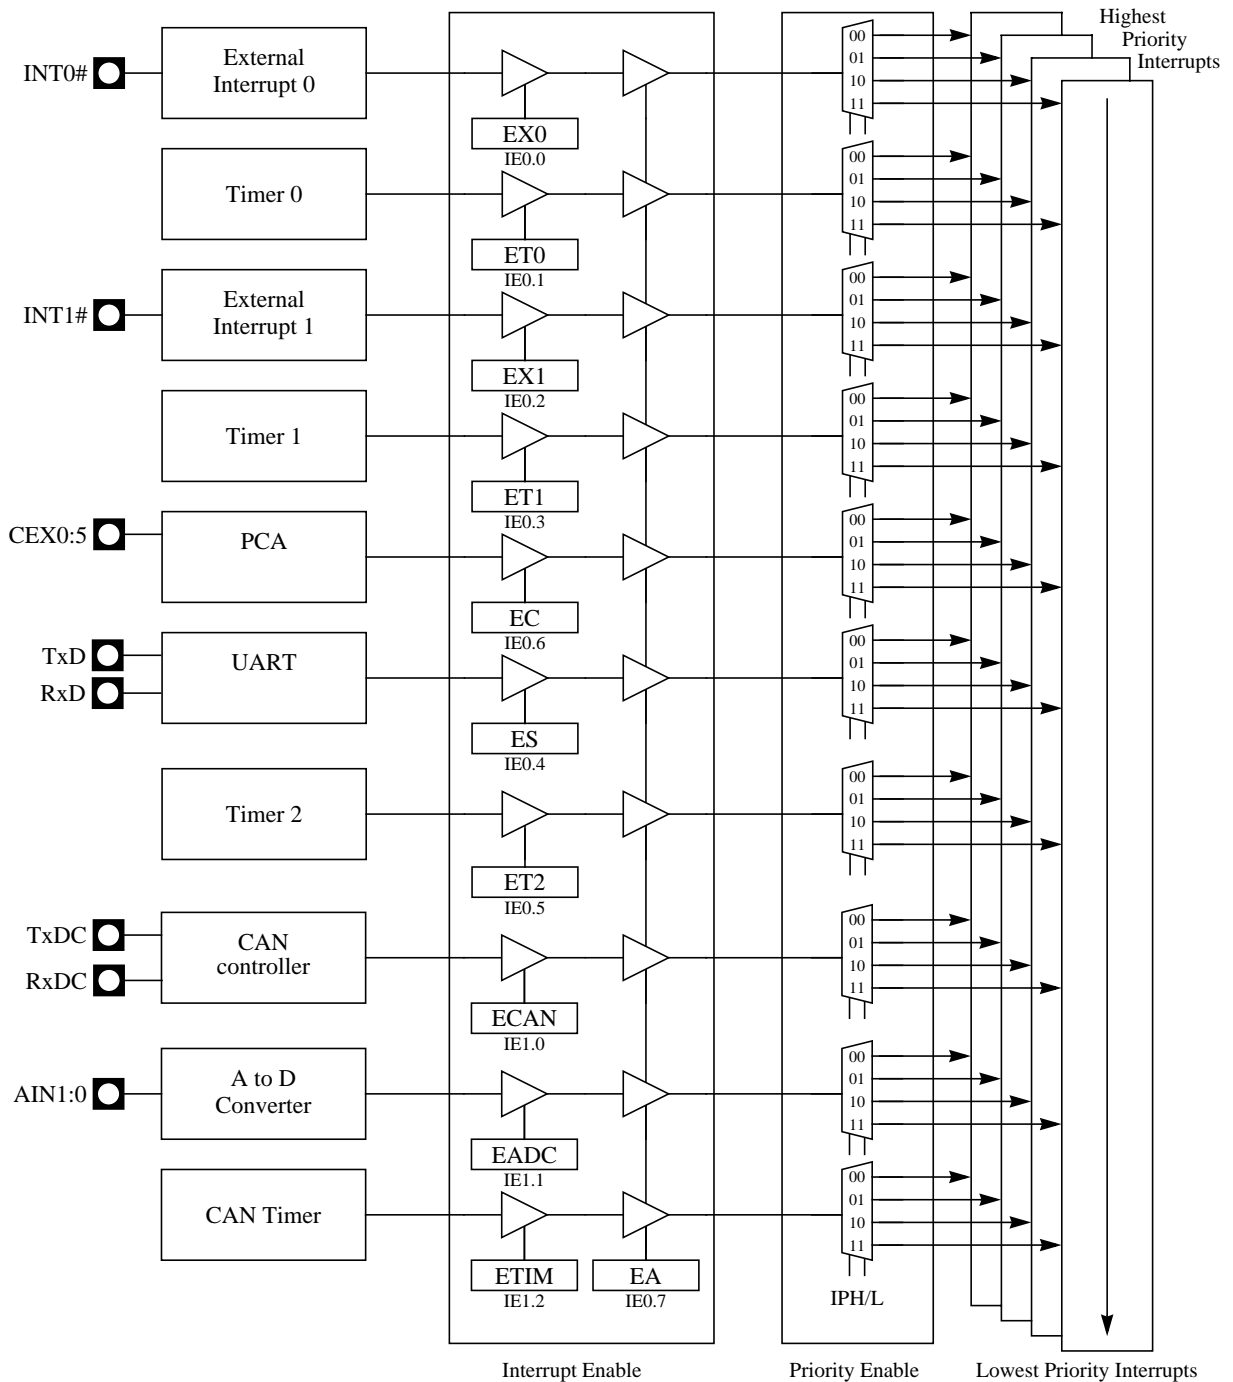 Highest
Priority
Interrupts
INT0#
External
Interrupt 0
EX0
IE0.0
00
01
10
11
Timer 0
ET0
IE0.1
00
01
10
11
INT1#
External
Interrupt 1
EX1
IE0.2
00
01
10
11
Timer 1
ET1
IE0.3
00
01
10
11
CEX0:5
PCA
EC
IE0.6
00
01
10
11
TxD
RxD
UART
ES
IE0.4
00
01
10
11
Timer 2
ET2
IE0.5
00
01
10
11
TxDC
RxDC
CAN
controller
ECAN
IE1.0
00
01
10
11
AIN1:0
A to D
Converter
EADC
IE1.1
00
01
10
11
CAN Timer
ETIM
IE1.2
EA
IE0.7
00
01
10
11
IPH/L
Interrupt Enable
Priority Enable
Lowest Priority Interrupts